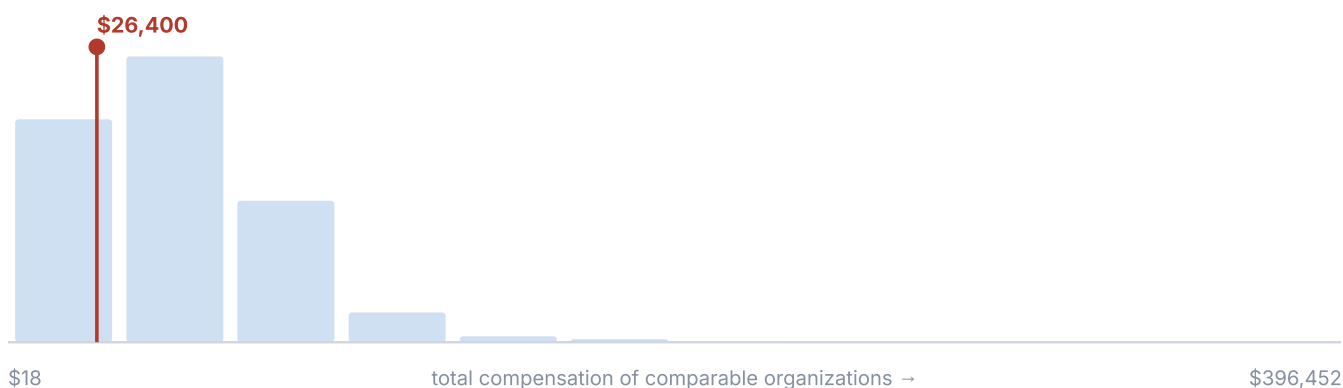 $26,400
$18
total compensation of comparable organizations →
$396,452